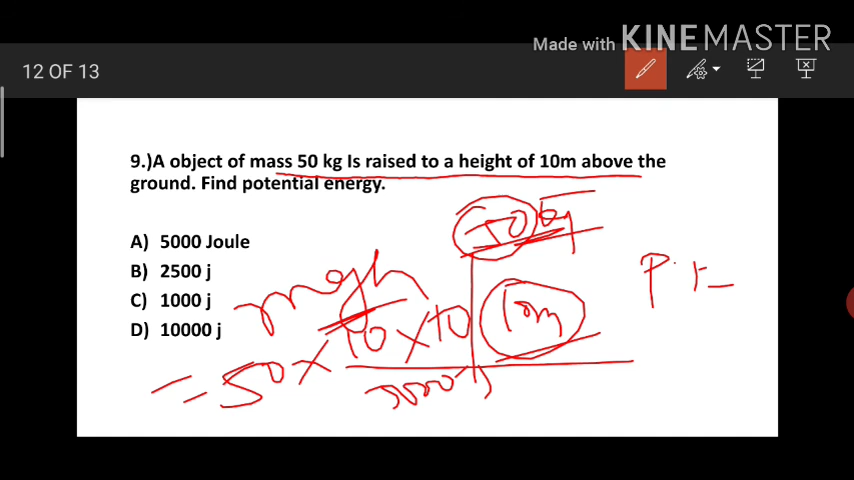 Made with KINEMASTER
12 OF 13
9.)A object of mass 50 kg Is raised to a height of 10m above the
ground. Find potential energy.
A) 5000 Joule
B) 2500 j
C) 1000 j
D) 10000 j
50 kg
mgh
P.E
10m
= 50 × 10 × 10
5000 J